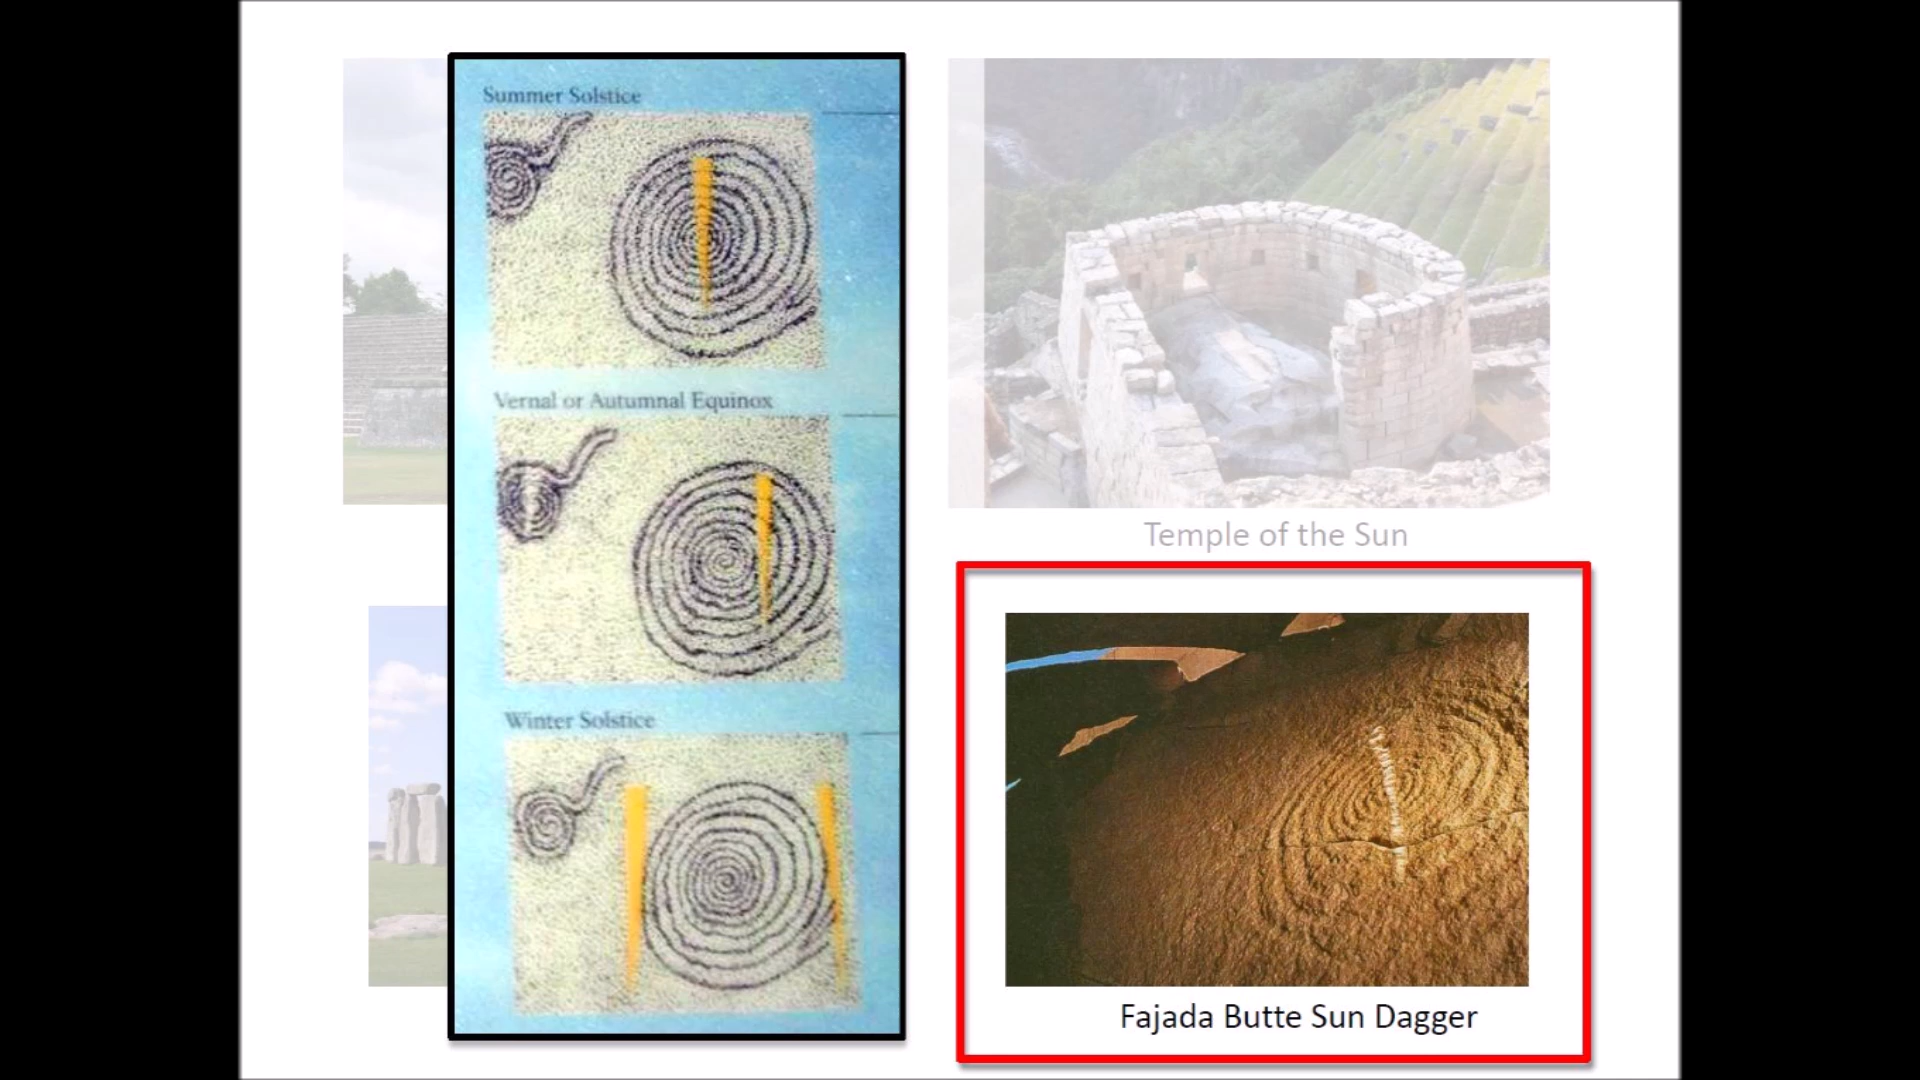 Summer Solstice
Vernal or Autumnal Equinox
Winter Solstice
Temple of the Sun
Fajada Butte Sun Dagger